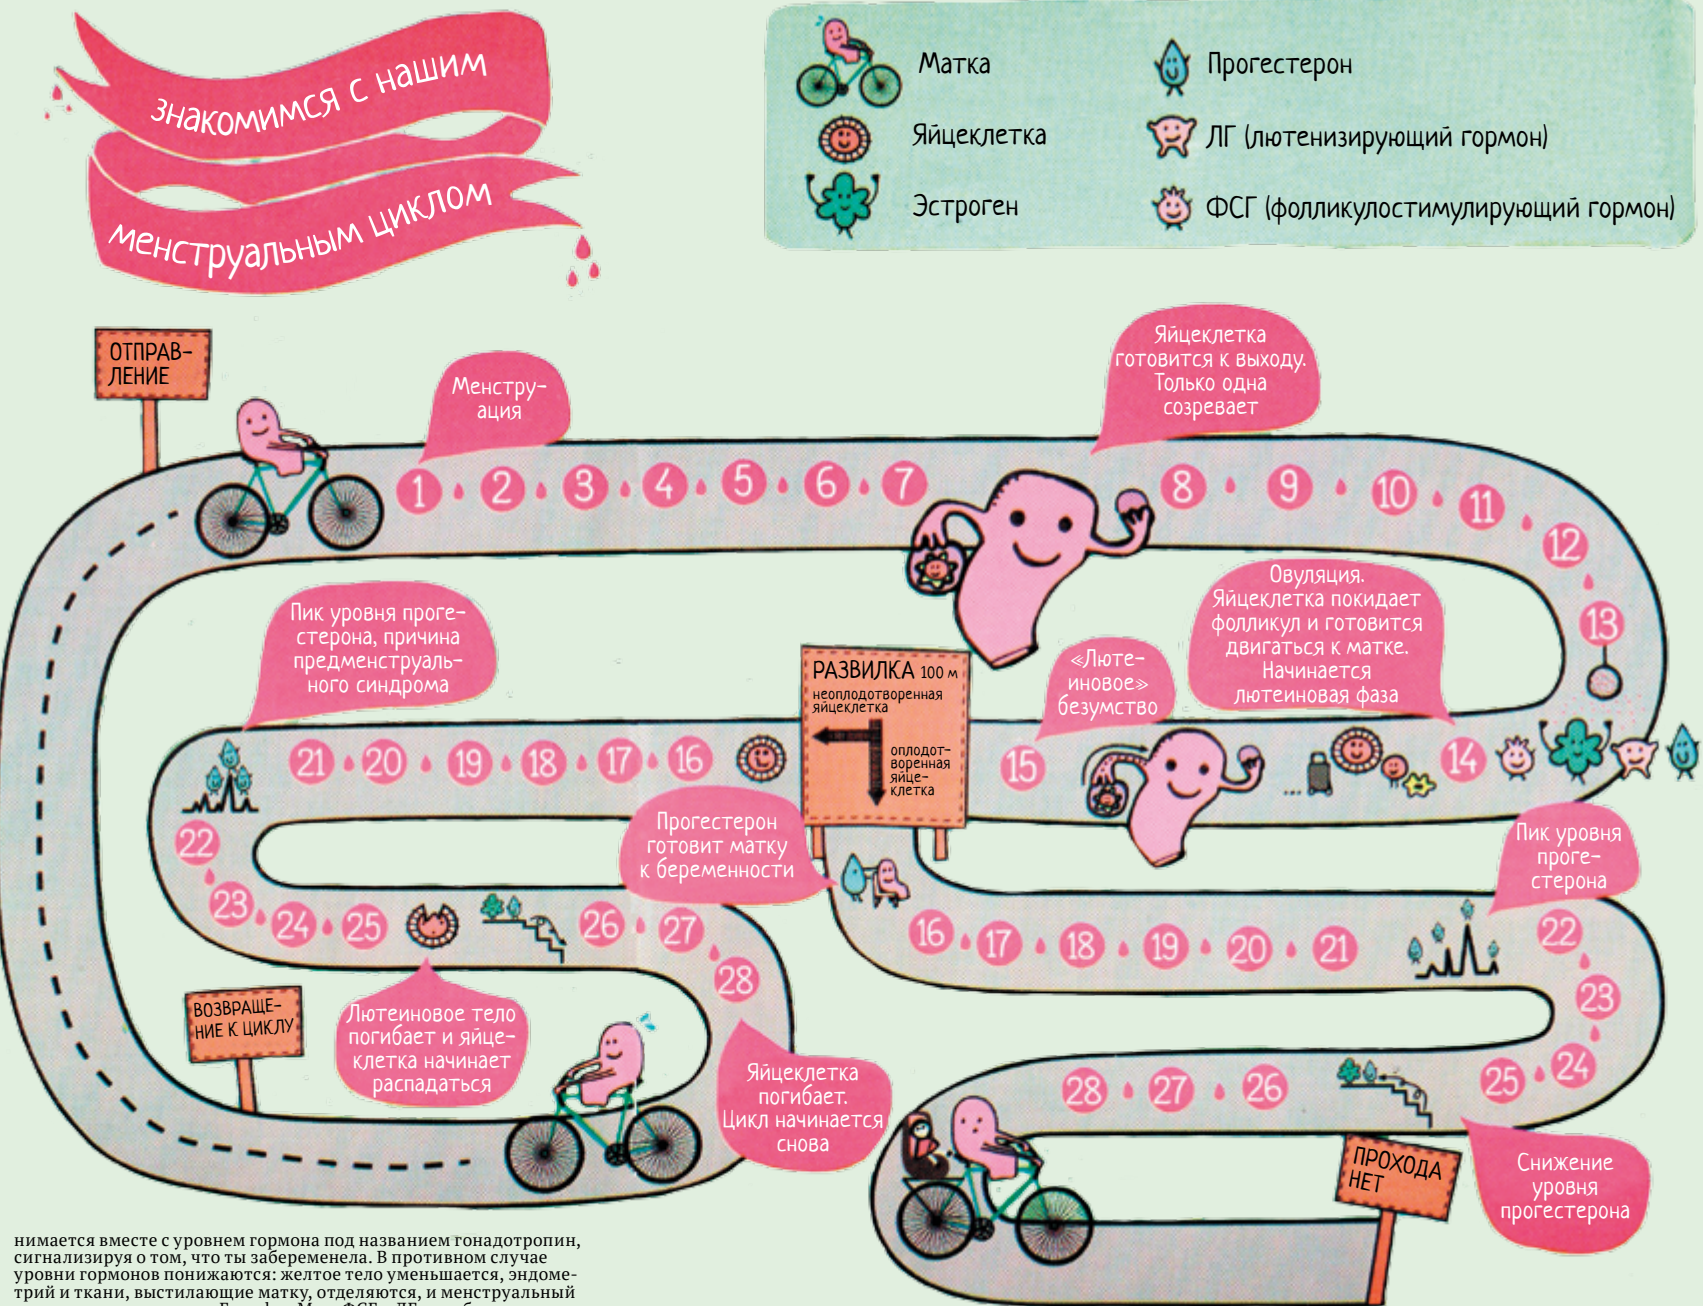 знакомимся с нашим
менструальным циклом
Матка
Яйцеклетка
Эстроген
Прогестерон
ЛГ (лютенизирующий гормон)
ФСГ (фолликулостимулирующий гормон)
ОТПРАВ-
ЛЕНИЕ
Менстру-
ация
Яйцеклетка
готовится к выходу.
Только одна
созревает
1 2 3 4 5 6 7
8 9 10 11
12
13
Овуляция.
Яйцеклетка покидает
фолликул и готовится
двигаться к матке.
Начинается
лютеиновая фаза
14
«Люте-
иновое»
безумство
15
РАЗВИЛКА 100 м
неоплодотворенная
яйцеклетка
оплодот-
воренная
яйце-
клетка
Пик уровня проге-
стерона, причина
предменструаль-
ного синдрома
21 20 19 18 17 16
22
23 24 25 26 27
28
Лютеиновое тело
погибает и яйце-
клетка начинает
распадаться
Яйцеклетка
погибает.
Цикл начинается
снова
ВОЗВРАЩЕ-
НИЕ К ЦИКЛУ
Прогестерон
готовит матку
к беременности
16 17 18 19 20 21
Пик уровня
проге-
стерона
22
23
28 27 26 25 24
Снижение
уровня
прогестерона
ПРОХОДА
НЕТ
нимается вместе с уровнем гормона под названием гонадотропин,
сигнализируя о том, что ты забеременела. В противном случае
уровни гормонов понижаются: желтое тело уменьшается, эндоме-
трий и ткани, выстилающие матку, отделяются, и менструальный